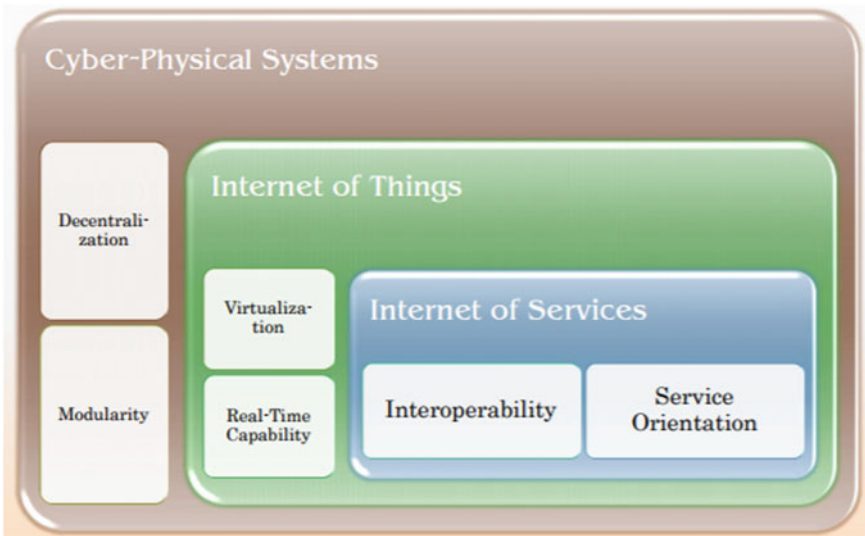 Cyber-Physical Systems
Decentrali-
zation
Modularity
Internet of Things
Virtualiza-
tion
Real-Time
Capability
Internet of Services
Interoperability
Service
Orientation